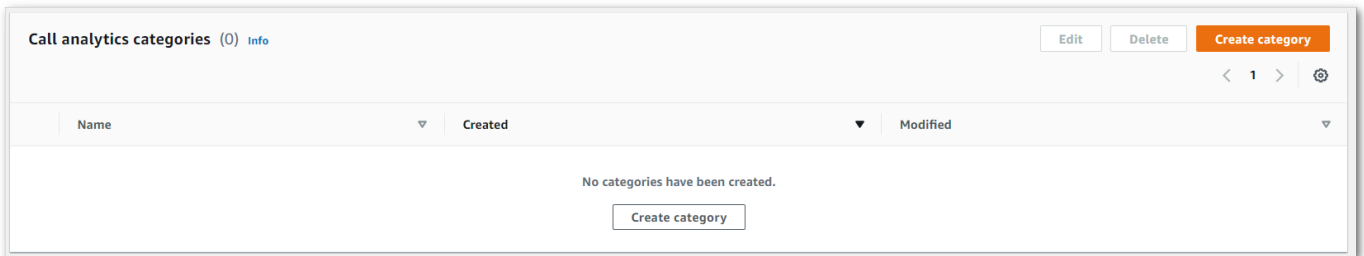 Call analytics categories (0) Info
Edit
Delete
Create category
1
Name
Created
Modified
No categories have been created.
Create category